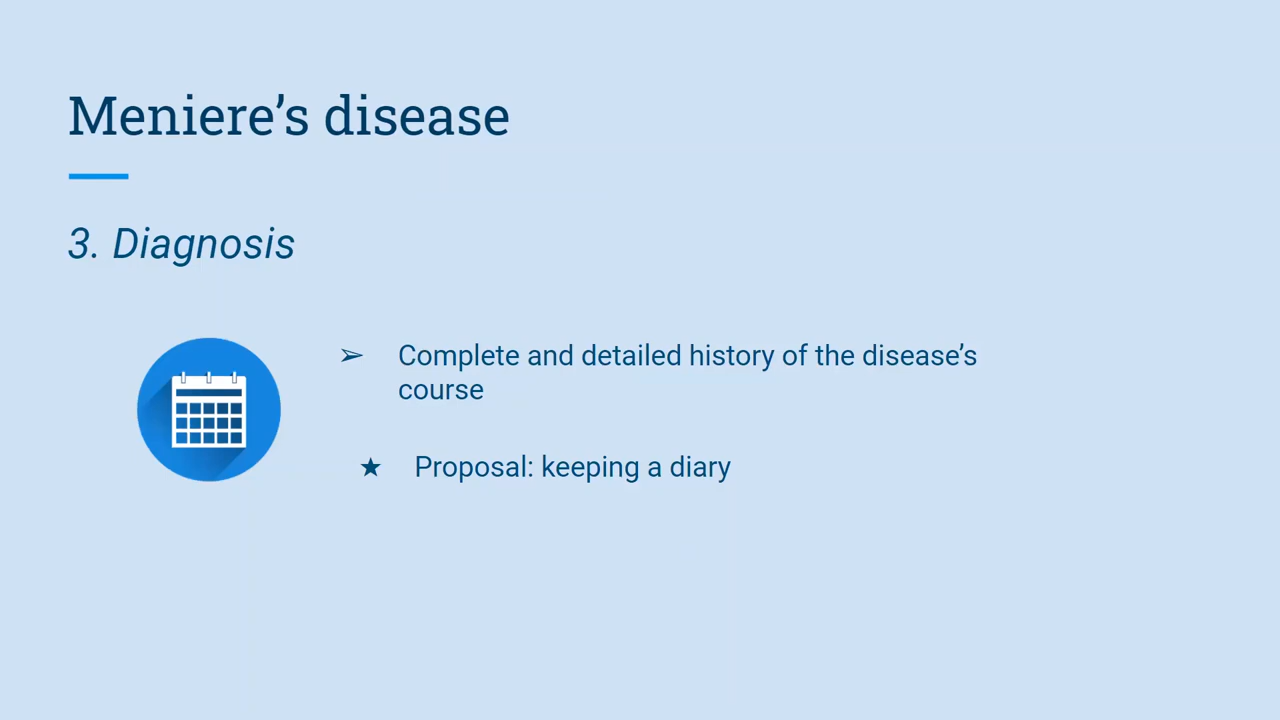 Meniere’s disease
3. Diagnosis
➢ Complete and detailed history of the disease’s
course
★ Proposal: keeping a diary